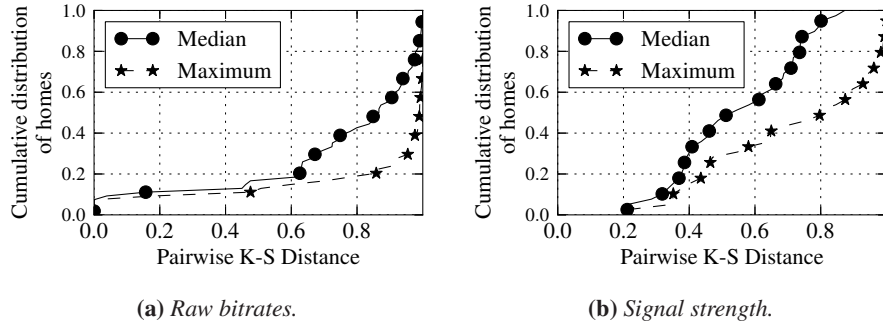 1.0
0.8
0.6
0.4
0.2
0.0
Cumulative distribution
of homes
Median
Maximum
0.0 0.2 0.4 0.6 0.8
Pairwise K-S Distance
(a) Raw bitrates.
1.0
0.8
0.6
0.4
0.2
0.0
Cumulative distribution
of homes
Median
Maximum
0.2 0.4 0.6 0.8
Pairwise K-S Distance
(b) Signal strength.